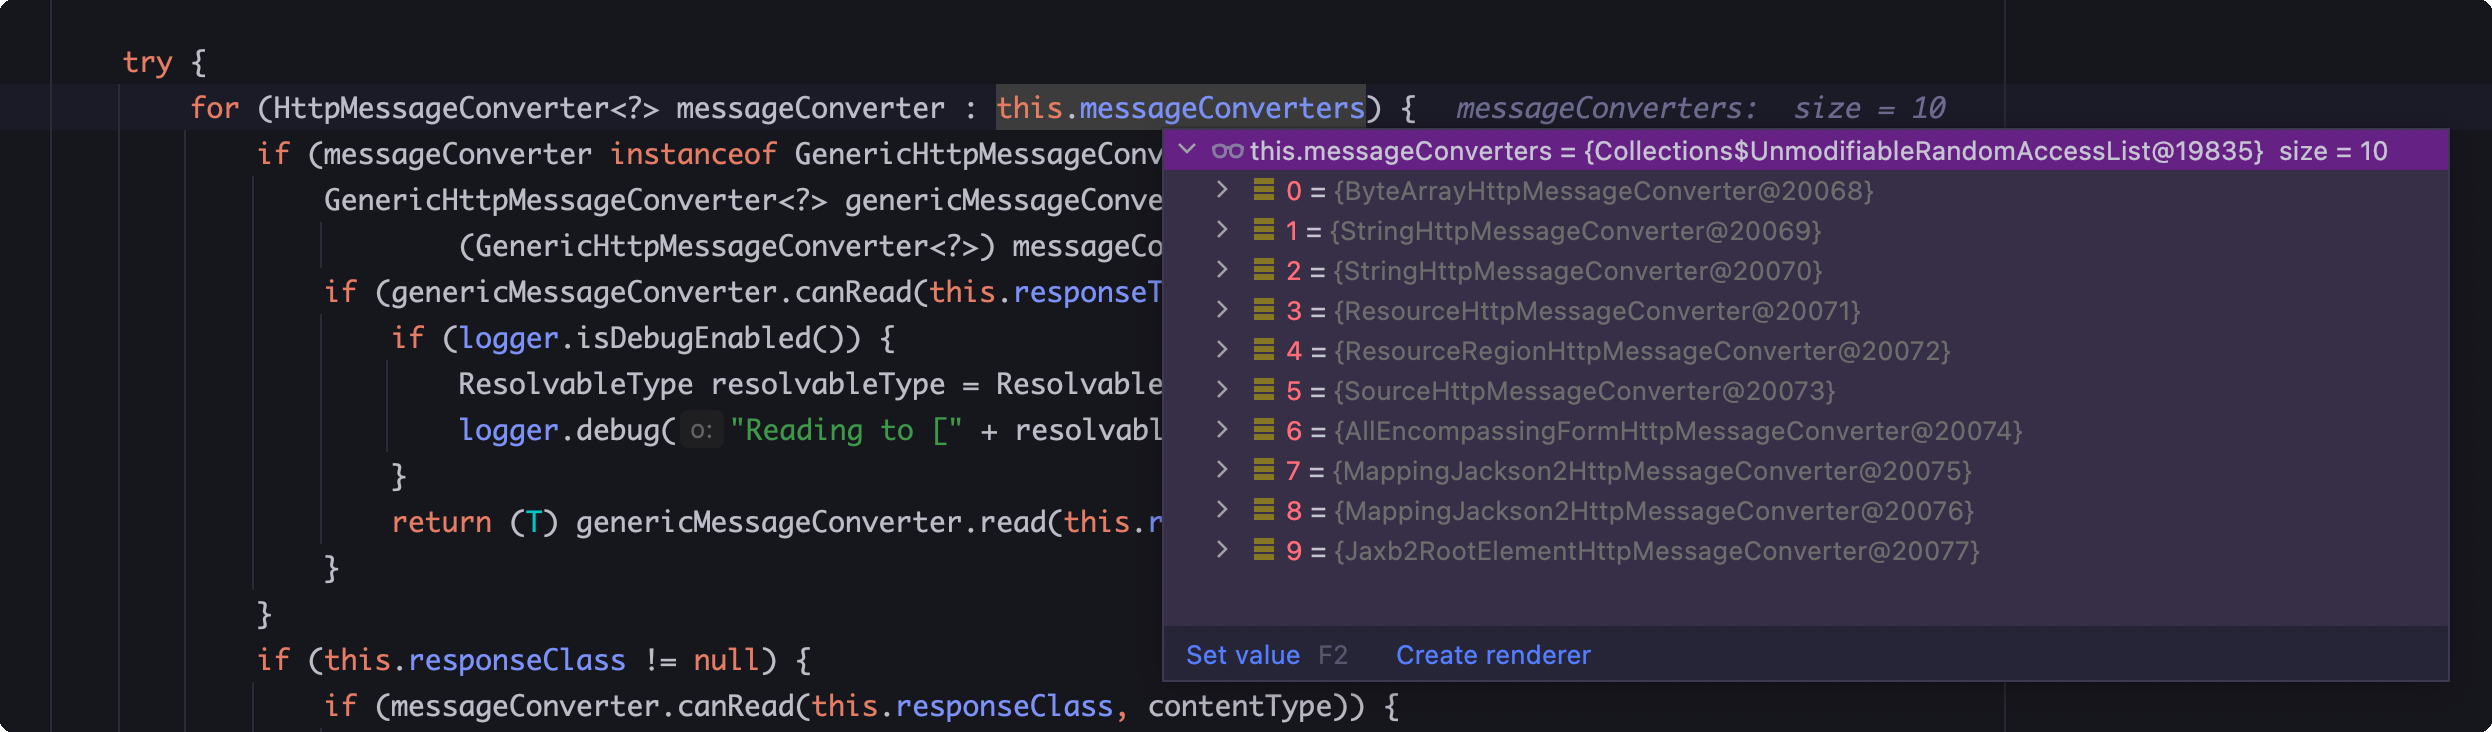 try {
for (HttpMessageConverter<?> messageConverter : this.messageConverters) { messageConverters: size = 10
if (messageConverter instanceof GenericHttpMessageConv
GenericHttpMessageConverter<?> genericMessageConve
(GenericHttpMessageConverter<?>) messageCo
if (genericMessageConverter.canRead(this.responseT
if (logger.isDebugEnabled()) {
ResolvableType resolvableType = Resolvable
logger.debug( o: "Reading to [" + resolvabl
}
return (T) genericMessageConverter.read(this.r
}
}
if (this.responseClass != null) {
if (messageConverter.canRead(this.responseClass, contentType)) {
this.messageConverters = {Collections$UnmodifiableRandomAccessList@19835} size = 10
0 = {ByteArrayHttpMessageConverter@20068}
1 = {StringHttpMessageConverter@20069}
2 = {StringHttpMessageConverter@20070}
3 = {ResourceHttpMessageConverter@20071}
4 = {ResourceRegionHttpMessageConverter@20072}
5 = {SourceHttpMessageConverter@20073}
6 = {AllEncompassingFormHttpMessageConverter@20074}
7 = {MappingJackson2HttpMessageConverter@20075}
8 = {MappingJackson2HttpMessageConverter@20076}
9 = {Jaxb2RootElementHttpMessageConverter@20077}
Set value F2 Create renderer